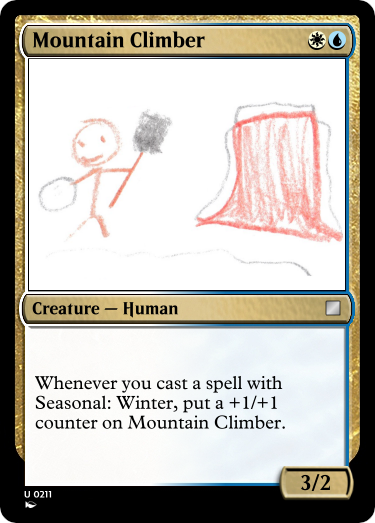 Mountain Climber
Creature — Human
Whenever you cast a spell with
Seasonal: Winter, put a +1/+1
counter on Mountain Climber.
3/2
U 0211